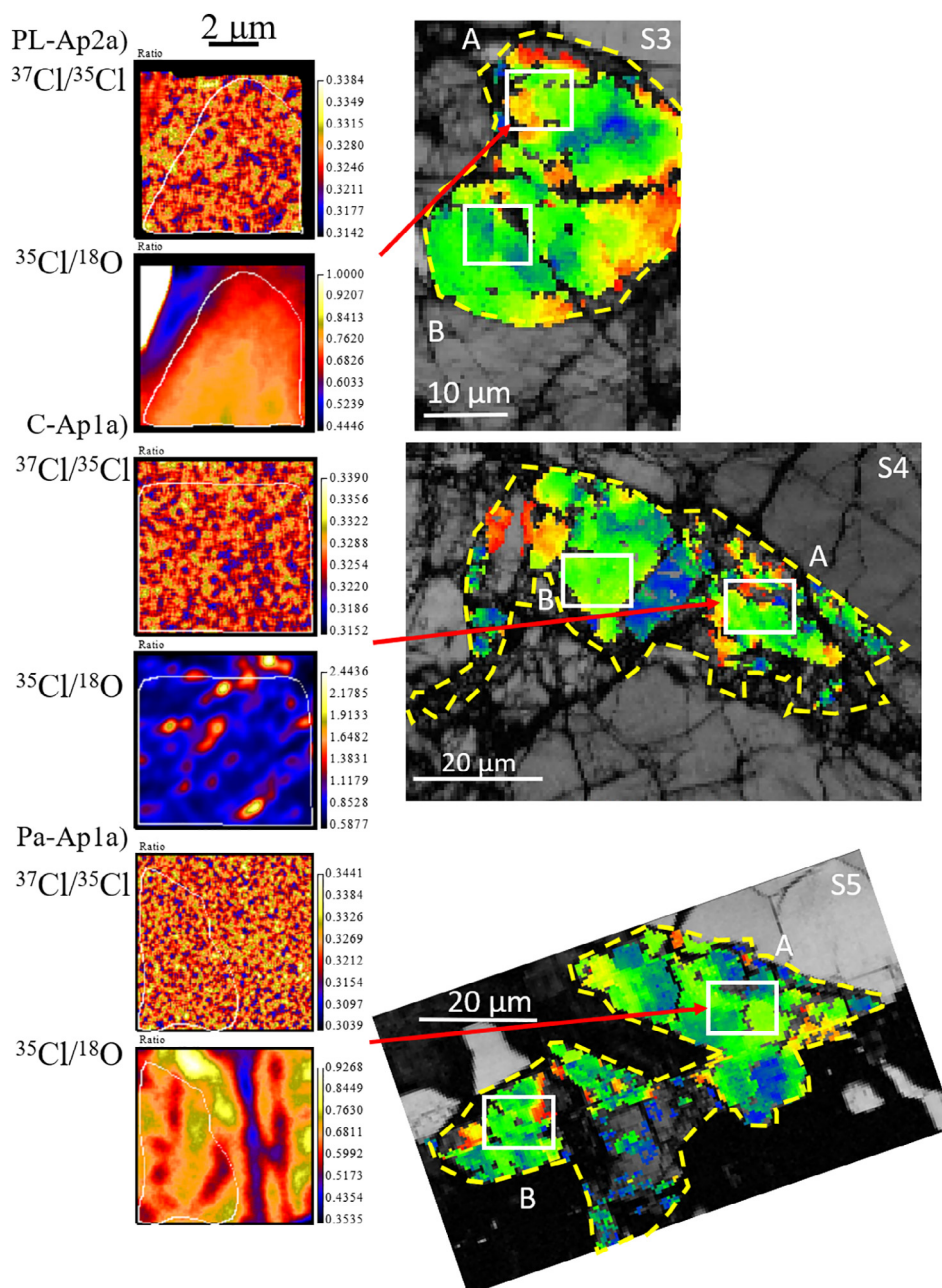 2 μm
PL-Ap2a)
Ratio
³⁷Cl/³⁵Cl
0.3384
0.3349
0.3315
0.3280
0.3246
0.3211
0.3177
0.3142
Ratio
³⁵Cl/¹⁸O
1.0000
0.9207
0.8413
0.7620
0.6826
0.6033
0.5239
0.4446
C-Ap1a)
Ratio
³⁷Cl/³⁵Cl
0.3390
0.3356
0.3322
0.3288
0.3254
0.3220
0.3186
0.3152
Ratio
³⁵Cl/¹⁸O
2.4436
2.1785
1.9133
1.6482
1.3831
1.1179
0.8528
0.5877
Pa-Ap1a)
Ratio
³⁷Cl/³⁵Cl
0.3441
0.3384
0.3326
0.3269
0.3212
0.3154
0.3097
0.3039
Ratio
³⁵Cl/¹⁸O
0.9268
0.8449
0.7630
0.6811
0.5992
0.5173
0.4354
0.3535
A
S3
B
10 μm
S4
A
B
20 μm
S5
A
20 μm
B